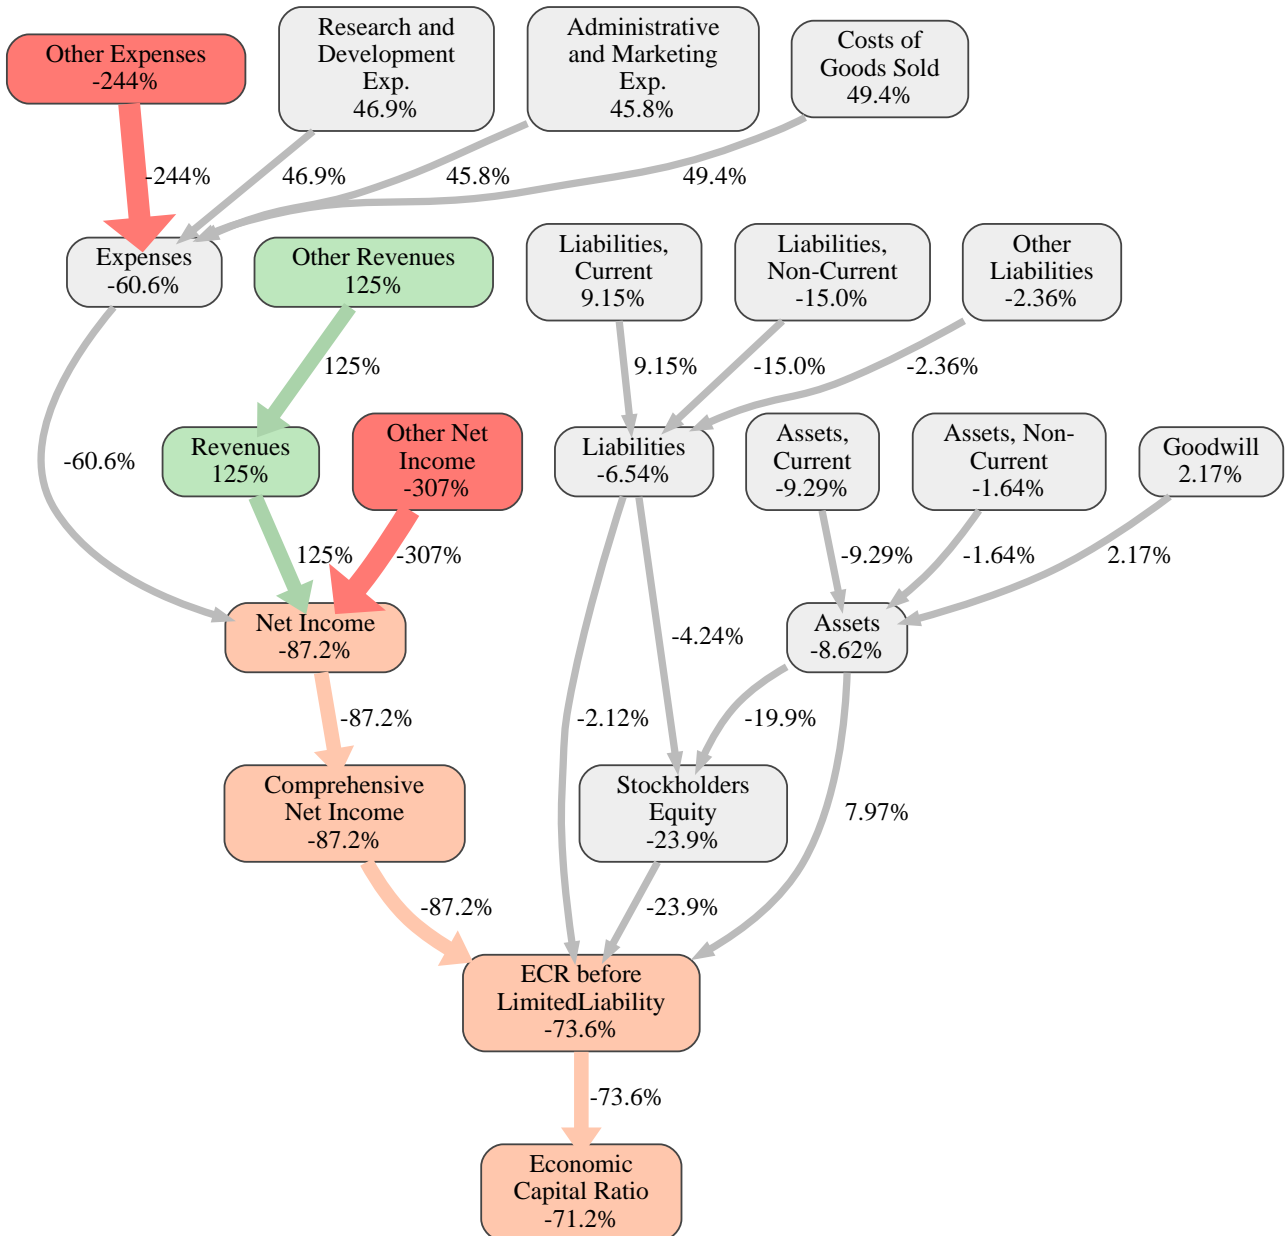 Other Expenses
-244%
Research and
Development
Exp.
46.9%
Administrative
and Marketing
Exp.
45.8%
Costs of
Goods Sold
49.4%
-244%
46.9%
45.8%
49.4%
Expenses
-60.6%
Other Revenues
125%
Liabilities,
Current
9.15%
Liabilities,
Non-Current
-15.0%
Other
Liabilities
-2.36%
125%
9.15%
-15.0%
-2.36%
-60.6%
Revenues
125%
Other Net
Income
-307%
Liabilities
-6.54%
Assets,
Current
-9.29%
Assets, Non-
Current
-1.64%
Goodwill
2.17%
125%
-307%
-9.29%
-1.64%
2.17%
Net Income
-87.2%
-4.24%
Assets
-8.62%
-87.2%
-2.12%
-19.9%
Comprehensive
Net Income
-87.2%
Stockholders
Equity
-23.9%
7.97%
-87.2%
-23.9%
ECR before
LimitedLiability
-73.6%
-73.6%
Economic
Capital Ratio
-71.2%